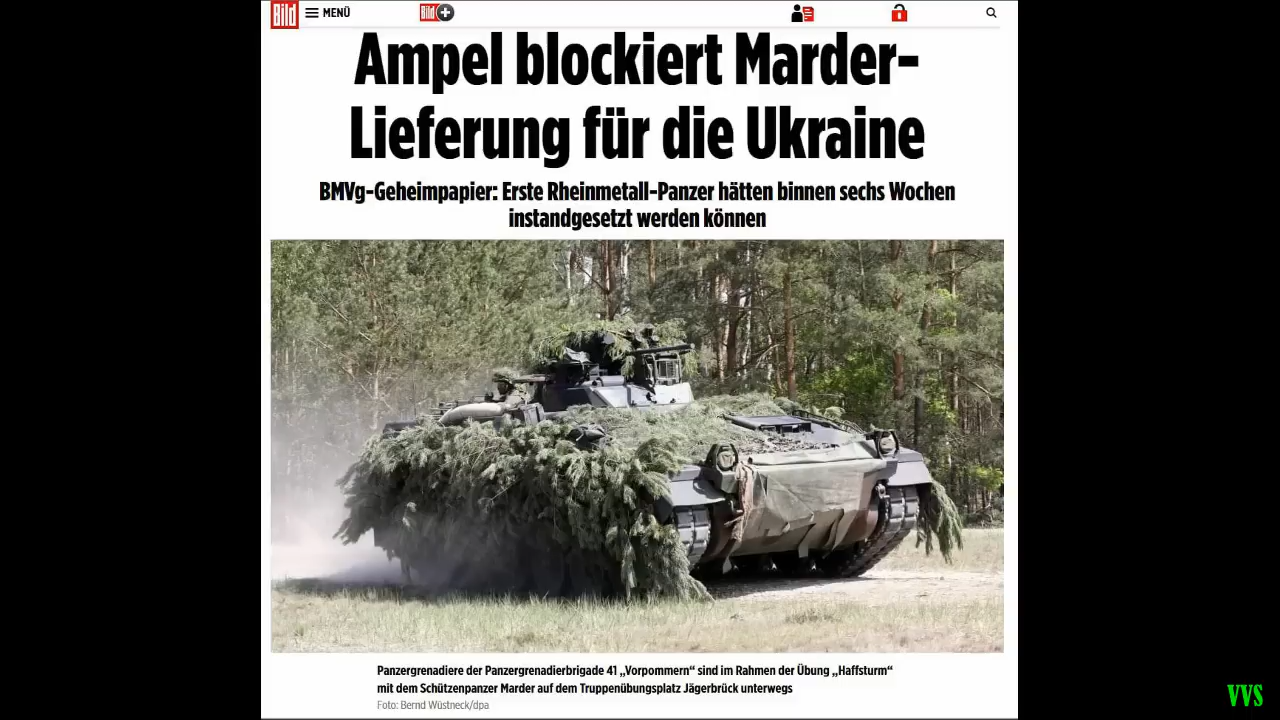 Bild MENÜ Bild+
Ampel blockiert Marder-
Lieferung für die Ukraine
BMVg-Geheimpapier: Erste Rheinmetall-Panzer hätten binnen sechs Wochen
instandgesetzt werden können
Panzergrenadiere der Panzergrenadierbrigade 41 „Vorpommern“ sind im Rahmen der Übung „Haffsturm“
mit dem Schützenpanzer Marder auf dem Truppenübungsplatz Jägerbrück unterwegs
Foto: Bernd Wüstneck/dpa
VVS